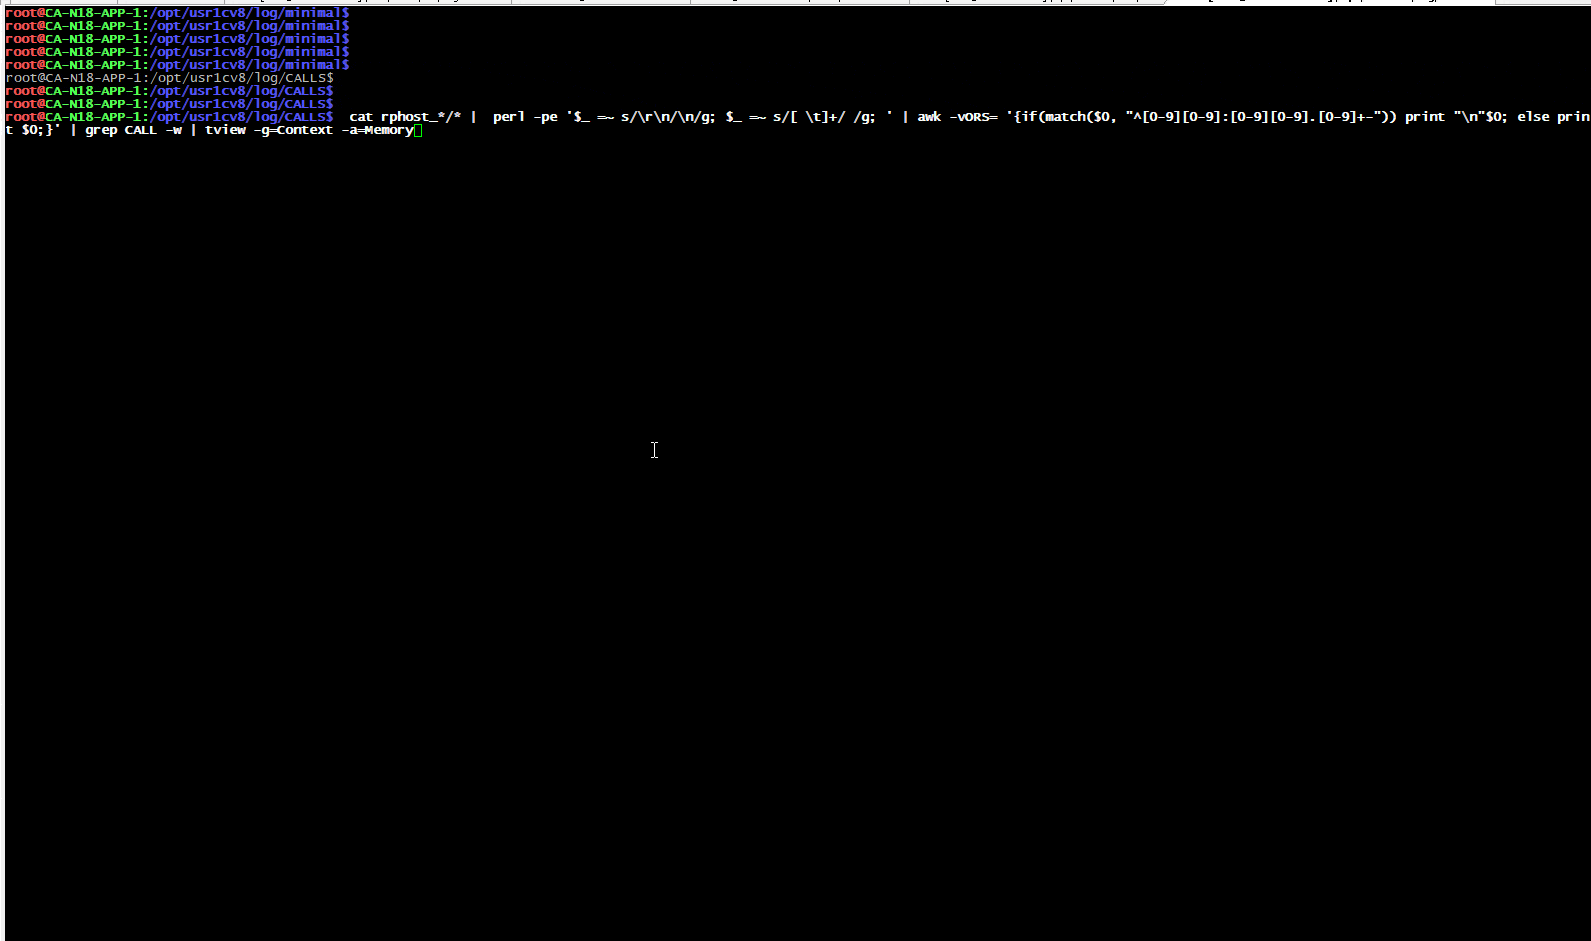 root@CA-N18-APP-1:/opt/usr1cv8/log/minimal$
root@CA-N18-APP-1:/opt/usr1cv8/log/minimal$
root@CA-N18-APP-1:/opt/usr1cv8/log/minimal$
root@CA-N18-APP-1:/opt/usr1cv8/log/minimal$
root@CA-N18-APP-1:/opt/usr1cv8/log/minimal$
root@CA-N18-APP-1:/opt/usr1cv8/log/CALLS$
root@CA-N18-APP-1:/opt/usr1cv8/log/CALLS$
root@CA-N18-APP-1:/opt/usr1cv8/log/CALLS$
root@CA-N18-APP-1:/opt/usr1cv8/log/CALLS$  cat rphost_*/* |  perl -pe '$_ =~ s/\r\n/\n/g; $_ =~ s/[ \t]+/ /g; ' | awk -vORS= '{if(match($0, "^[0-9][0-9]:[0-9][0-9].[0-9]+-")) print "\n"$0; else prin
t $0;}' | grep CALL -w | tview -g=Context -a=Memory